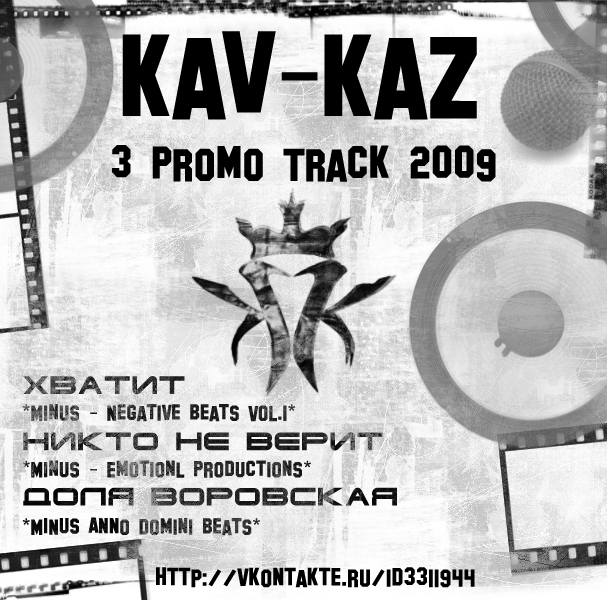 KAV-KAZ
3 PROMO TRACK 2009
ХВАТИТ
*MINUS - NEGATIVE BEATS VOL.1*
НИКТО НЕ ВЕРИТ
*MINUS - EMOTIONL PRODUCTIONS*
ДОЛЯ ВОРОВСКАЯ
*MINUS ANNO DOMINI BEATS*
HTTP://VKONTAKTE.RU/ID3311944